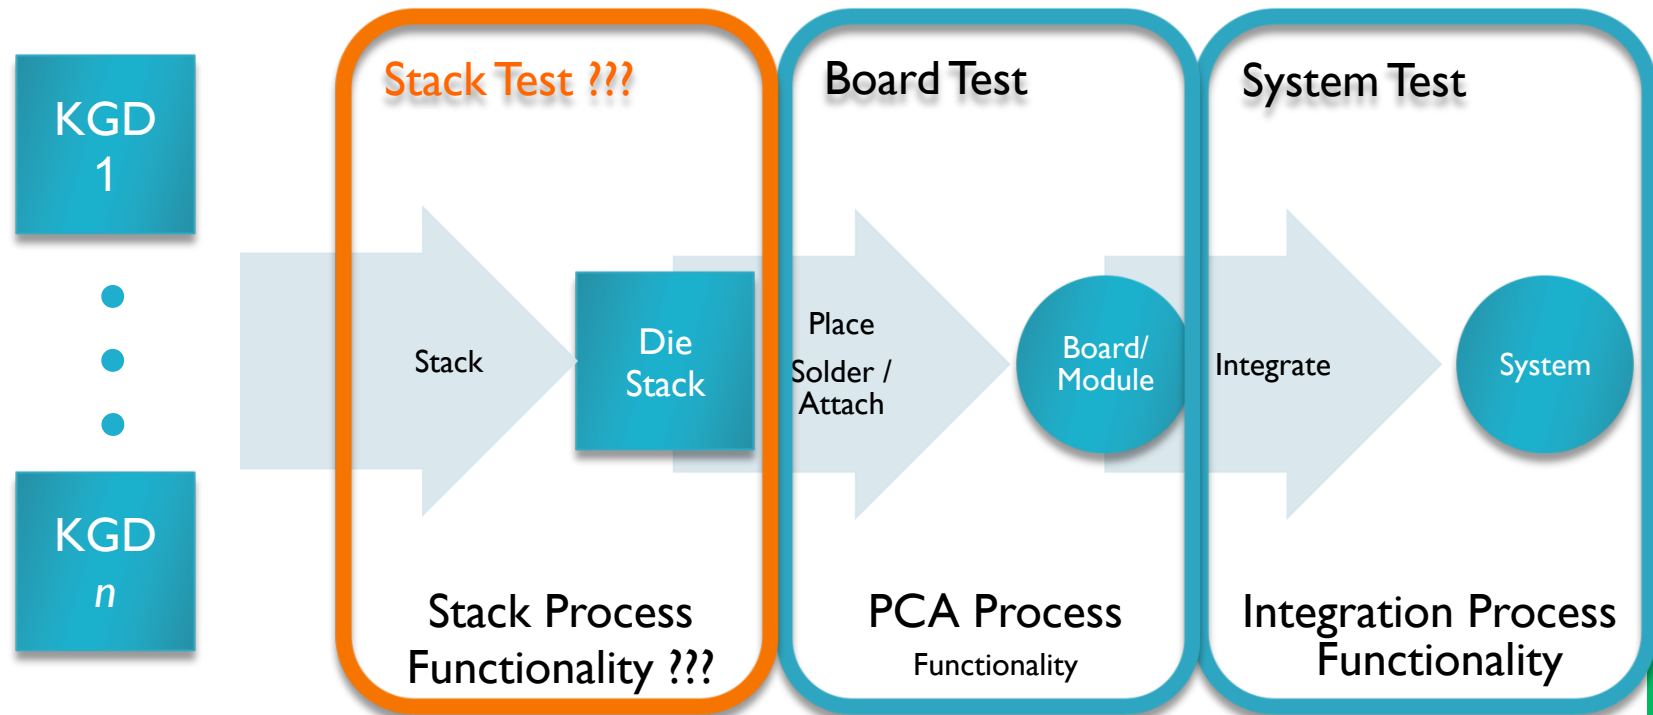 KGD
1
KGD
n
Stack Test ???
Stack
Die
Stack
Stack Process
Functionality ???
Board Test
Place
Solder /
Attach
Board/
Module
PCA Process
Functionality
System Test
Integrate
System
Integration Process
Functionality